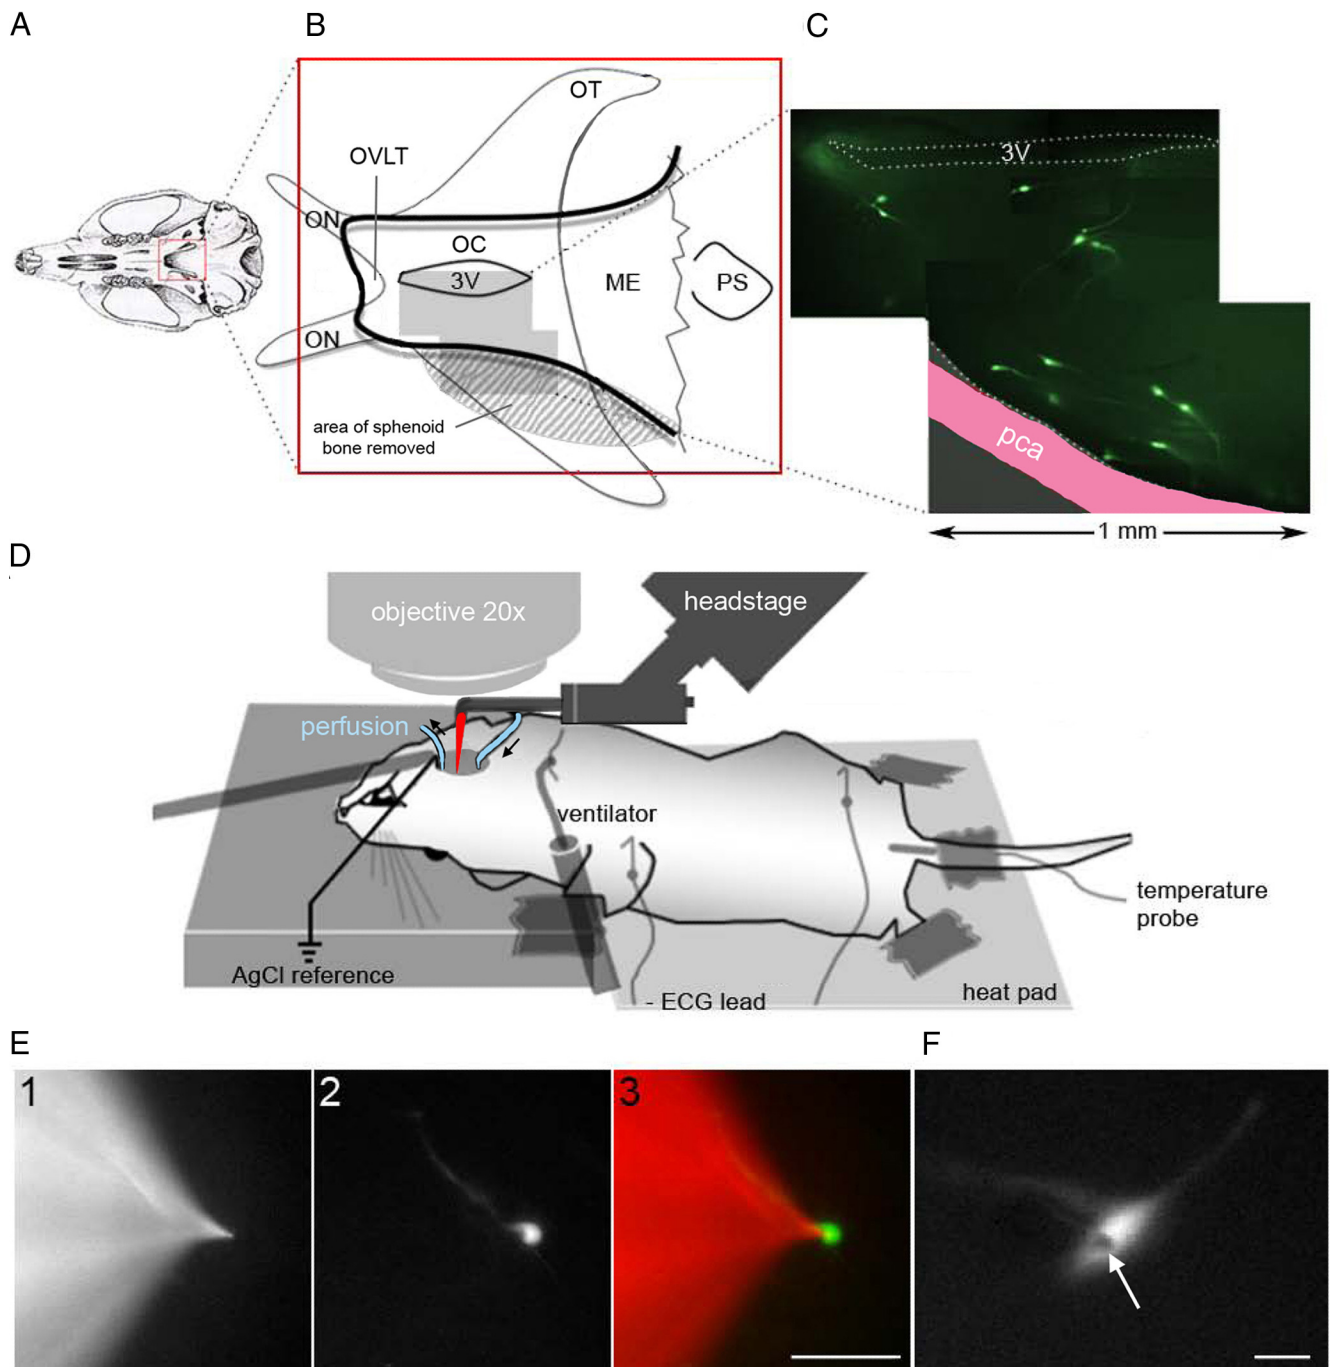 A
B
C
OT
OVLT
ON
OC
3V
ME
PS
ON
area of sphenoid
bone removed
3V
pca
1 mm
D
objective 20x
headstage
perfusion
ventilator
temperature
probe
AgCl reference
- ECG lead
heat pad
E
F
1
2
3